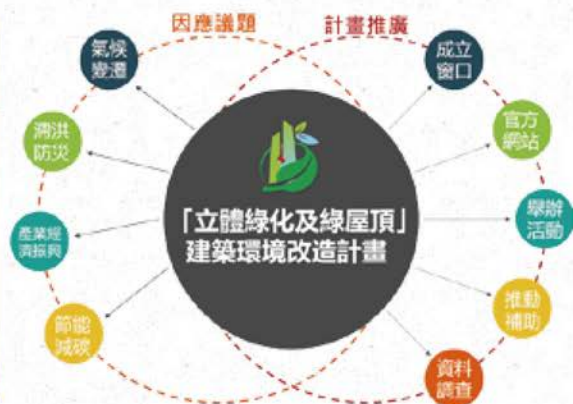 因應議題
計畫推廣
氣候
變遷
滯洪
防災
產業經
濟振興
節能
減碳
「立體綠化及綠屋頂」
建築環境改造計畫
成立
窗口
官方
網站
舉辦
活動
推動
補助
資料
調查